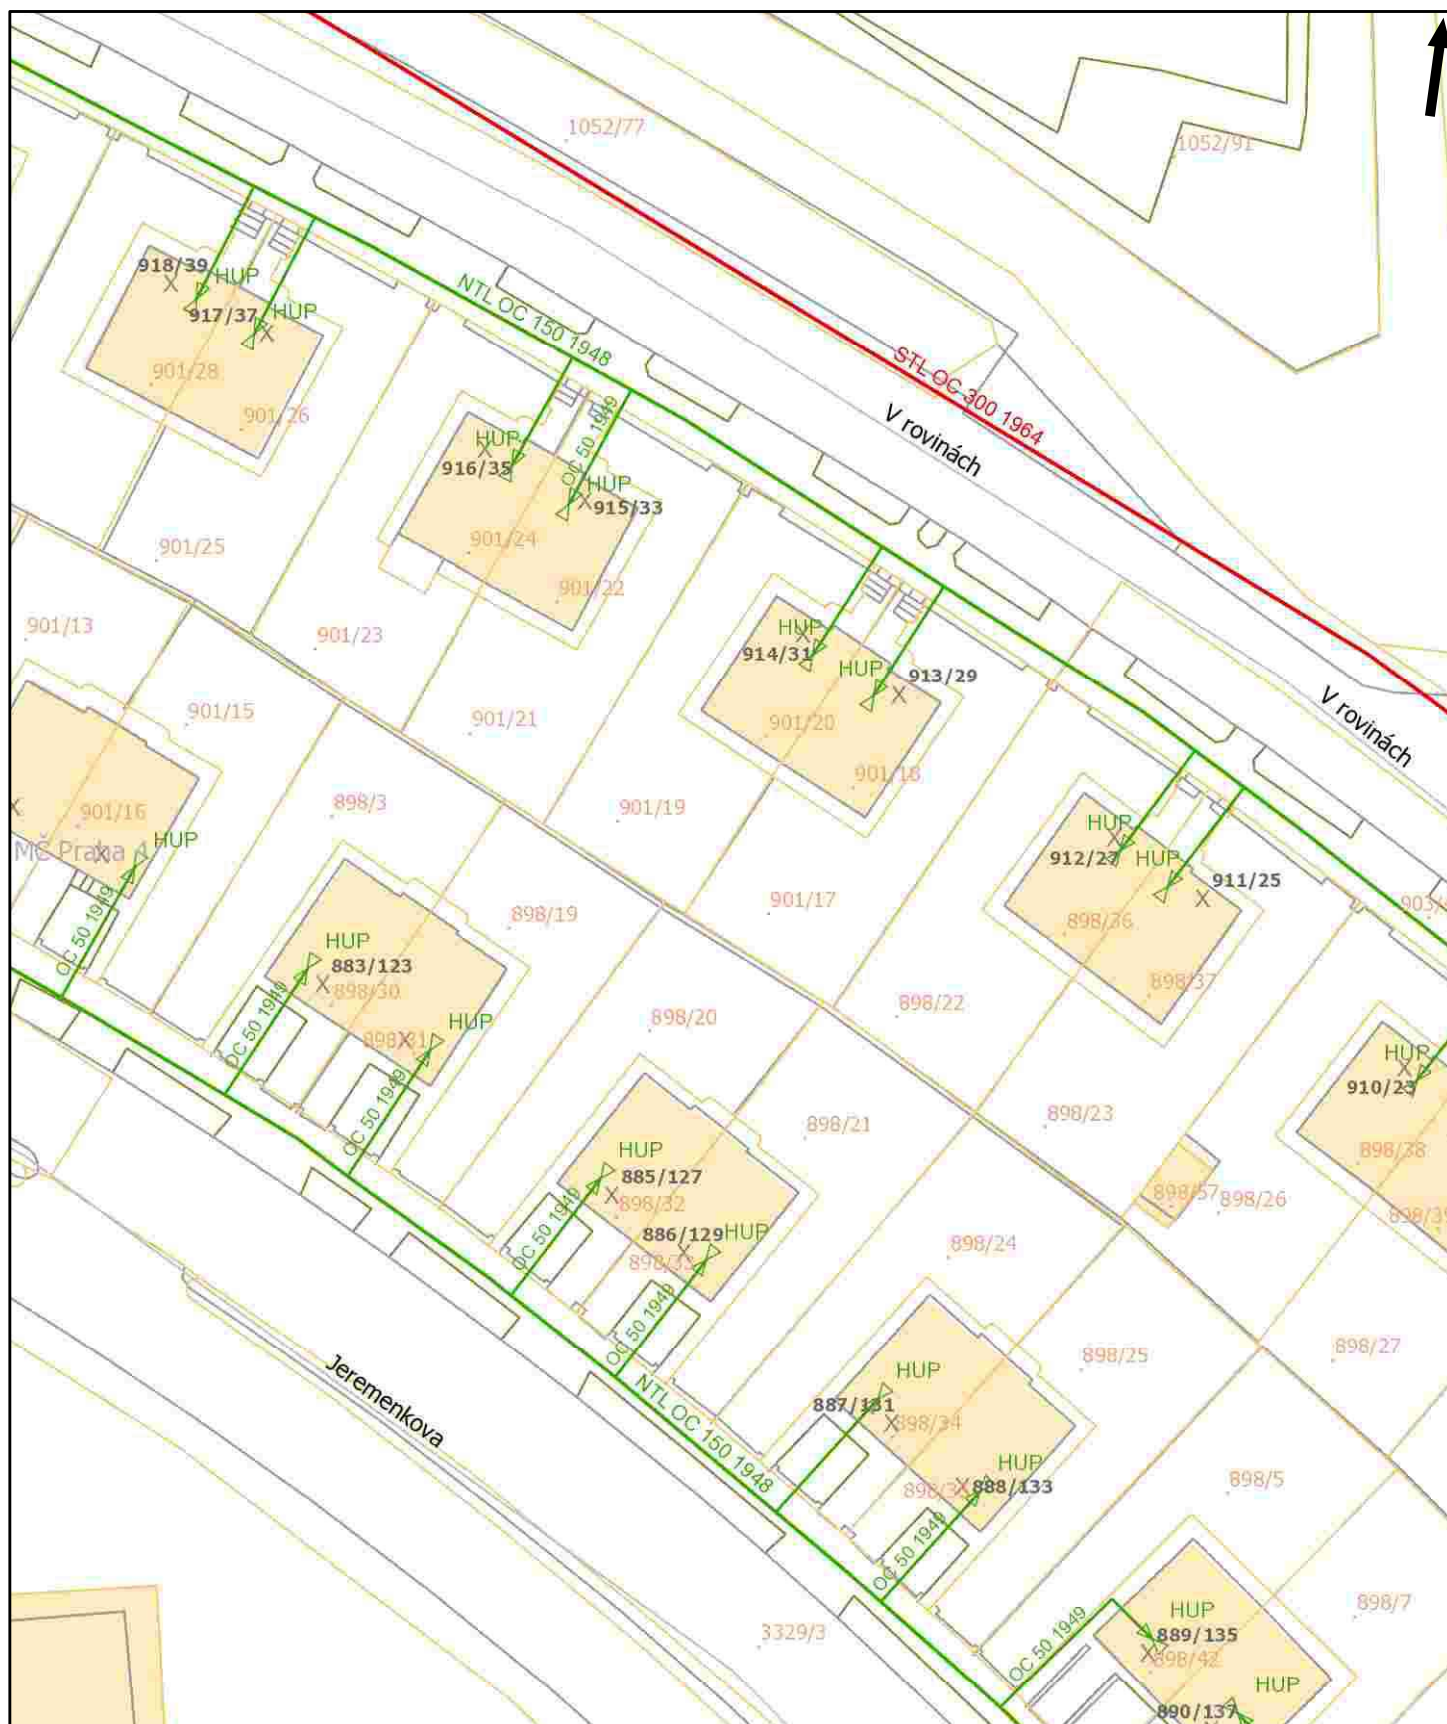 1052/77
1052/91
918/39
HUP
917/37
HUP
NTL OC 150 1948
901/28
901/26
STL OC 300 1964
V rovinách
HUP
916/35
OC 50 1949
HUP
915/33
901/25
901/24
901/22
901/13
901/23
HUP
914/31
HUP
913/29
901/15
901/21
901/20
901/18
V rovinách
898/3
901/19
901/16
MČ Praha 4
HUP
HUP
912/27
HUP
911/25
OC 50 1949
898/19
901/17
898/36
HUP
883/123
898/30
OC 50 1949
898/31
HUP
898/20
898/22
898/37
OC 50 1949
HUP
910/23
898/21
898/23
898/38
HUP
885/127
898/32
OC 50 1949
886/129
HUP
898/57
898/26
898/24
OC 50 1949
898/25
898/27
Jeremenkova
NTL OC 150 1948
HUP
887/131
898/34
HUP
888/133
898/5
OC 50 1949
3329/3
OC 50 1949
HUP
889/135
898/42
898/7
HUP
890/137